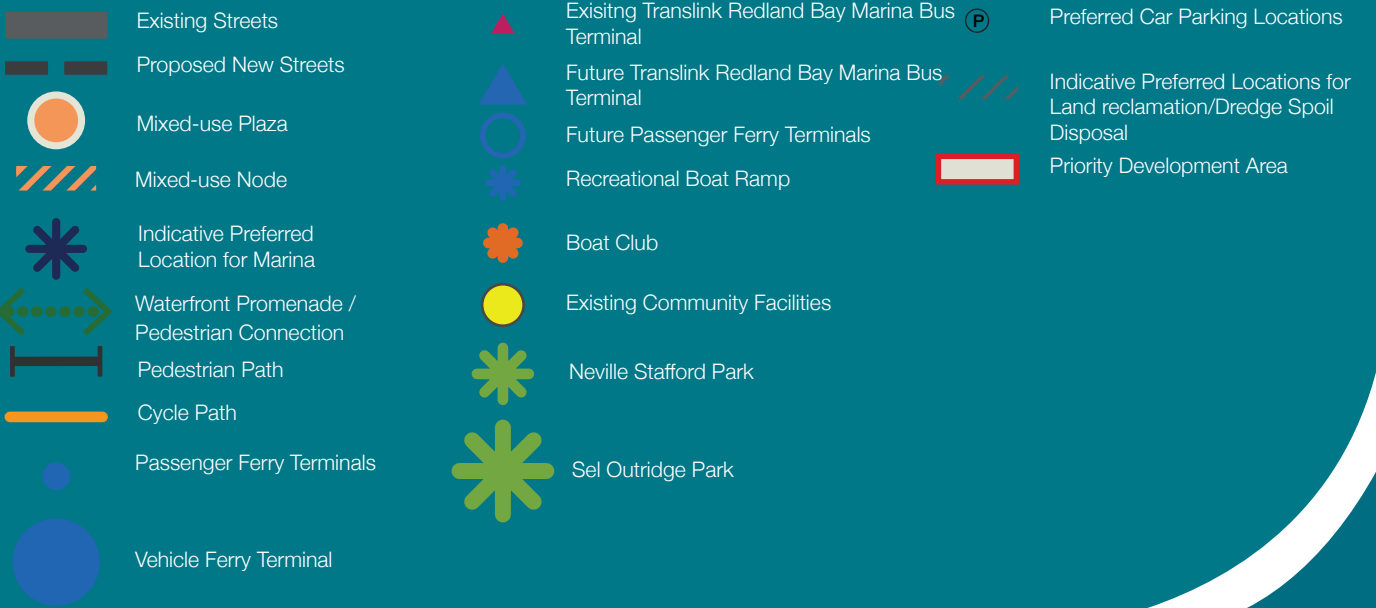 Existing Streets
Proposed New Streets
Mixed-use Plaza
Mixed-use Node
Indicative Preferred
Location for Marina
Waterfront Promenade /
Pedestrian Connection
Pedestrian Path
Cycle Path
Passenger Ferry Terminals
Vehicle Ferry Terminal
Exisitng Translink Redland Bay Marina Bus
Terminal
Future Translink Redland Bay Marina Bus
Terminal
Future Passenger Ferry Terminals
Recreational Boat Ramp
Boat Club
Existing Community Facilities
Neville Stafford Park
Sel Outridge Park
P
Preferred Car Parking Locations
Indicative Preferred Locations for
Land reclamation/Dredge Spoil
Disposal
Priority Development Area